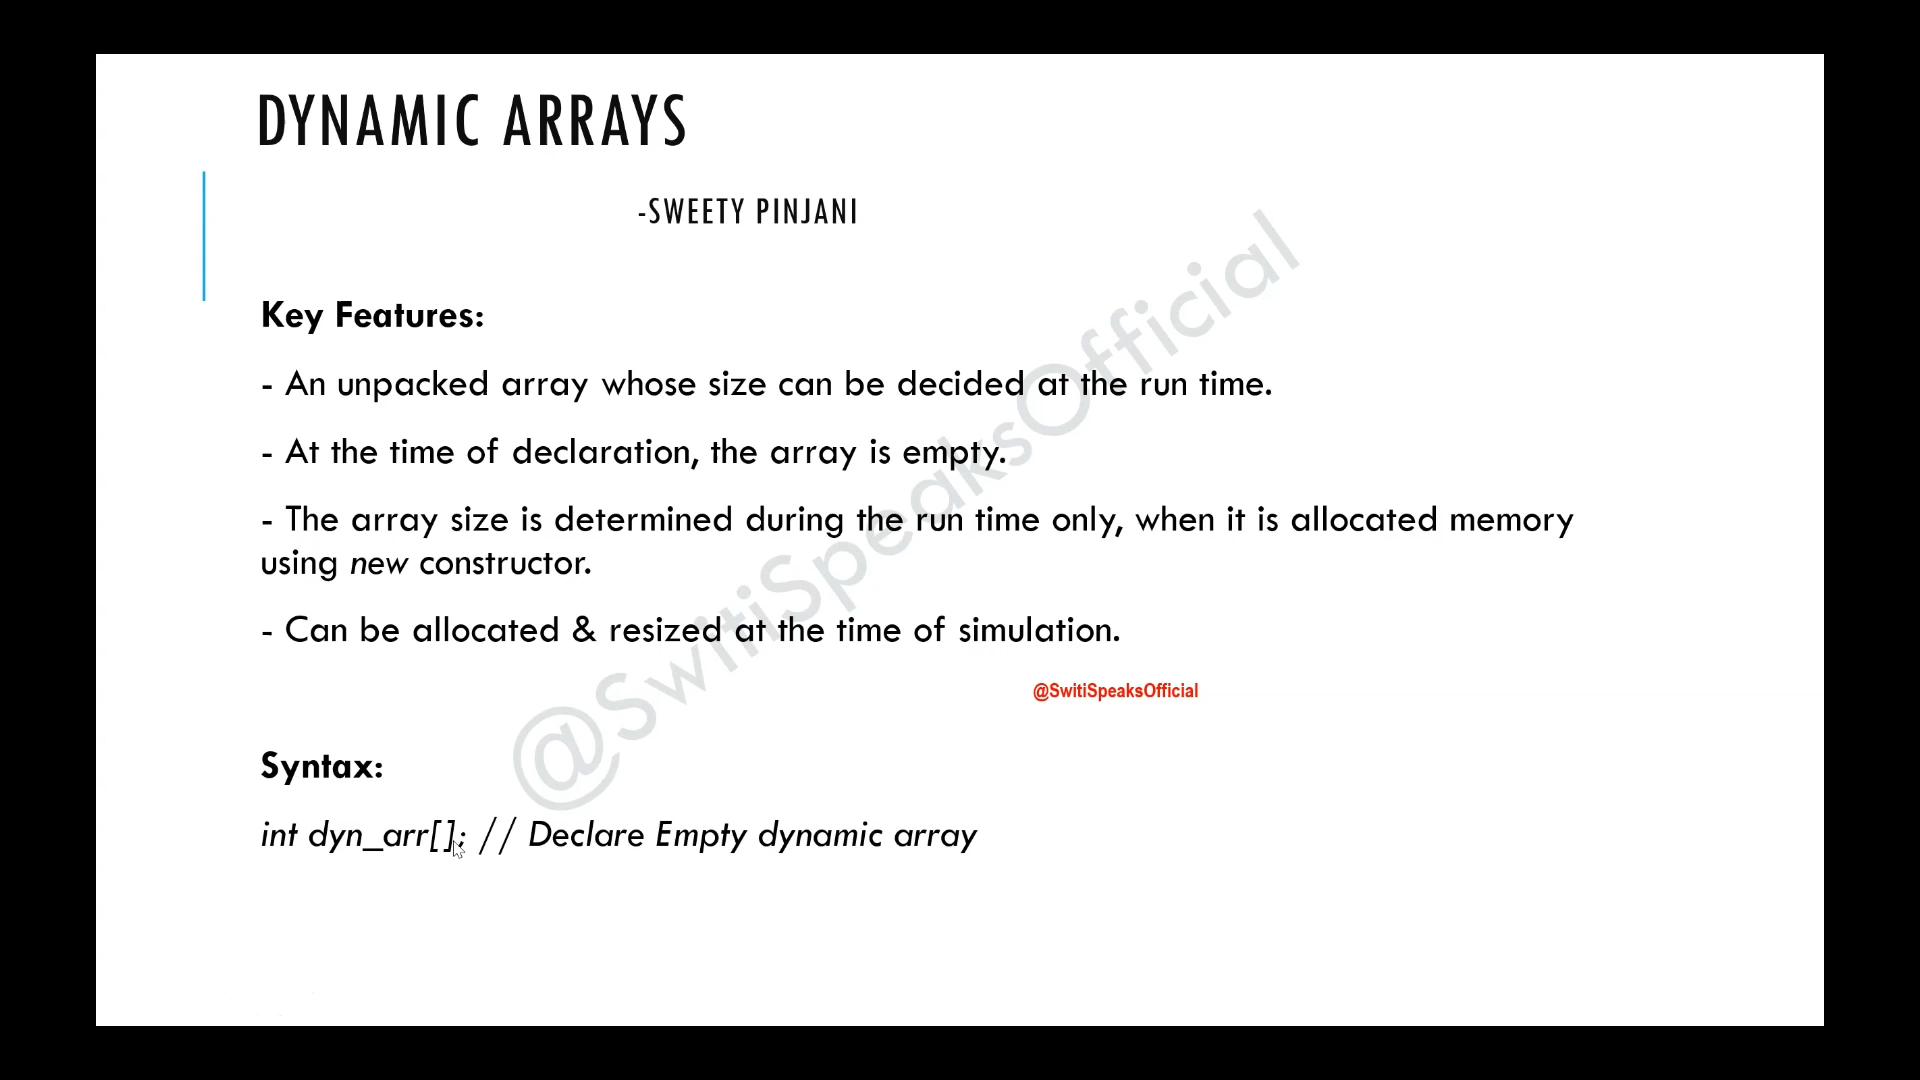 DYNAMIC ARRAYS
-SWEETY PINJANI
Key Features:
- An unpacked array whose size can be decided at the run time.
- At the time of declaration, the array is empty.
- The array size is determined during the run time only, when it is allocated memory
using new constructor.
- Can be allocated & resized at the time of simulation.
@SwitiSpeaksOfficial
@SwitiSpeaksOfficial
Syntax:
int dyn_arr[]; // Declare Empty dynamic array